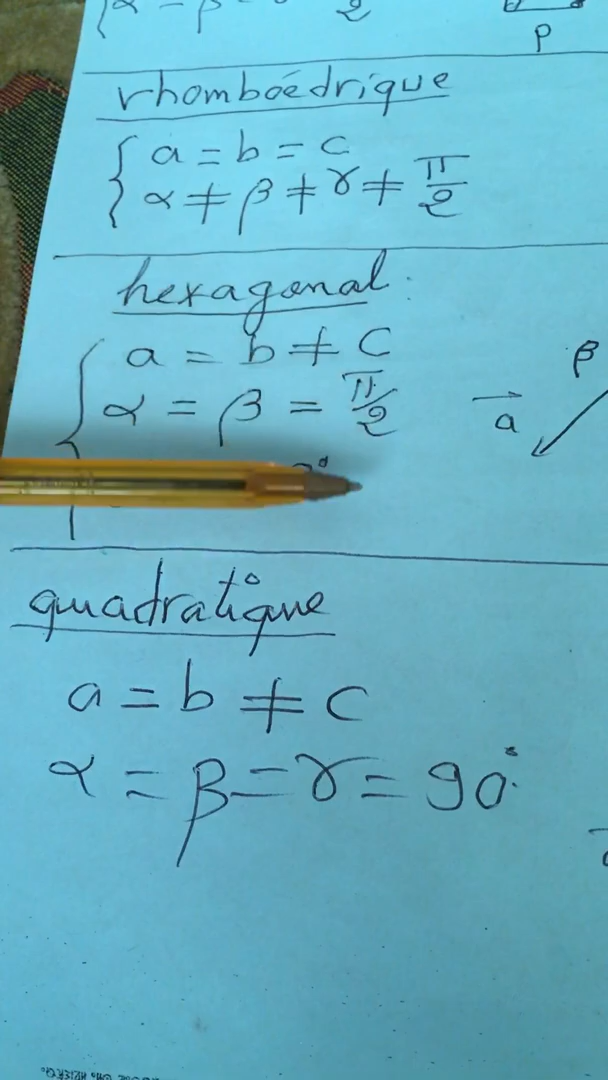 rhomboédrique
a = b = c
α ≠ β ≠ γ ≠ π/2
hexagonal.
a = b ≠ c
α = β = π/2
β
a
quadratique
a = b ≠ c
α = β = γ = 90°